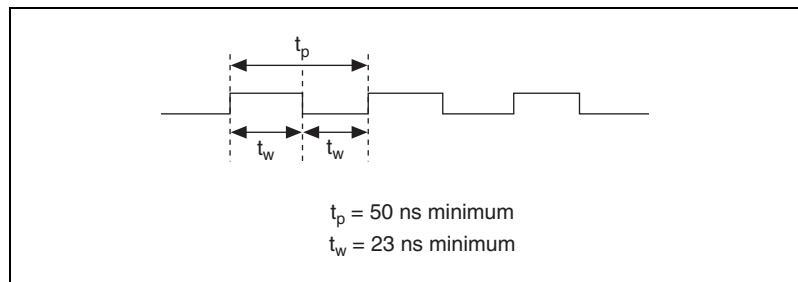 tp
tw tw
tp = 50 ns minimum
tw = 23 ns minimum